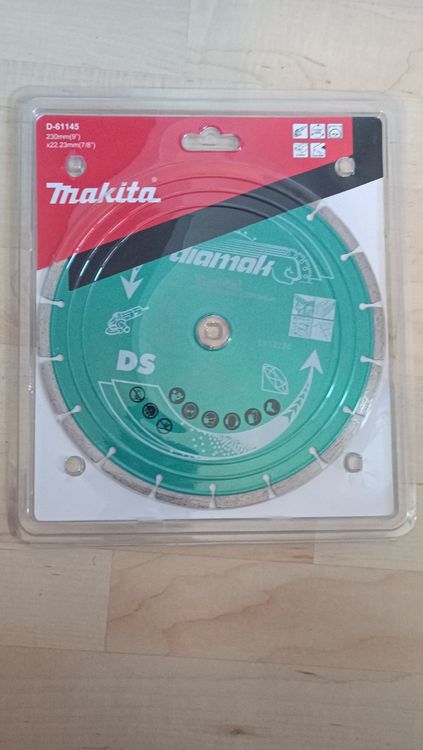 D-61145
230mm(9")
x22.23mm(7/8")
makita®
diamak
DS